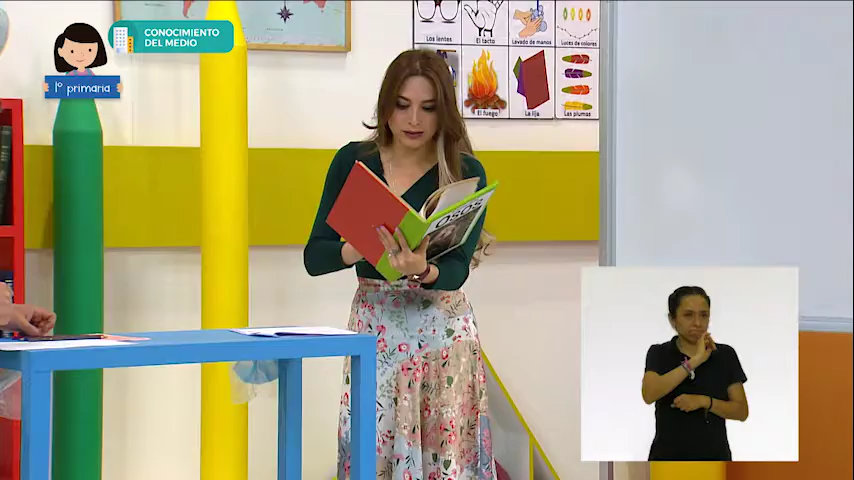 CONOCIMIENTO
DEL MEDIO
1º primaria
Los lentes
El tacto
Lavado de manos
Luces de colores
El fuego
La lija
Las plumas
OSOS